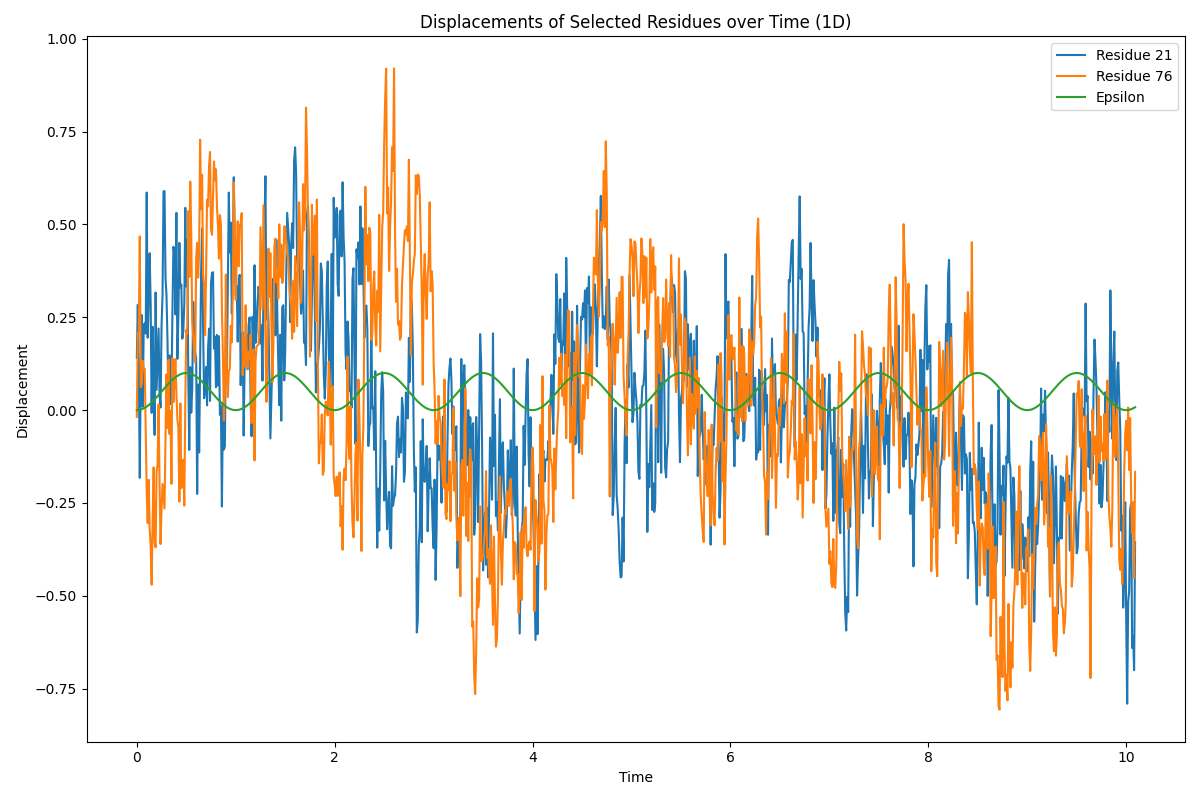 Displacements of Selected Residues over Time (1D)
Residue 21
Residue 76
Epsilon
Displacement
1.00
0.75
0.50
0.25
0.00
−0.25
−0.50
−0.75
0 2 4 6 8 10
Time